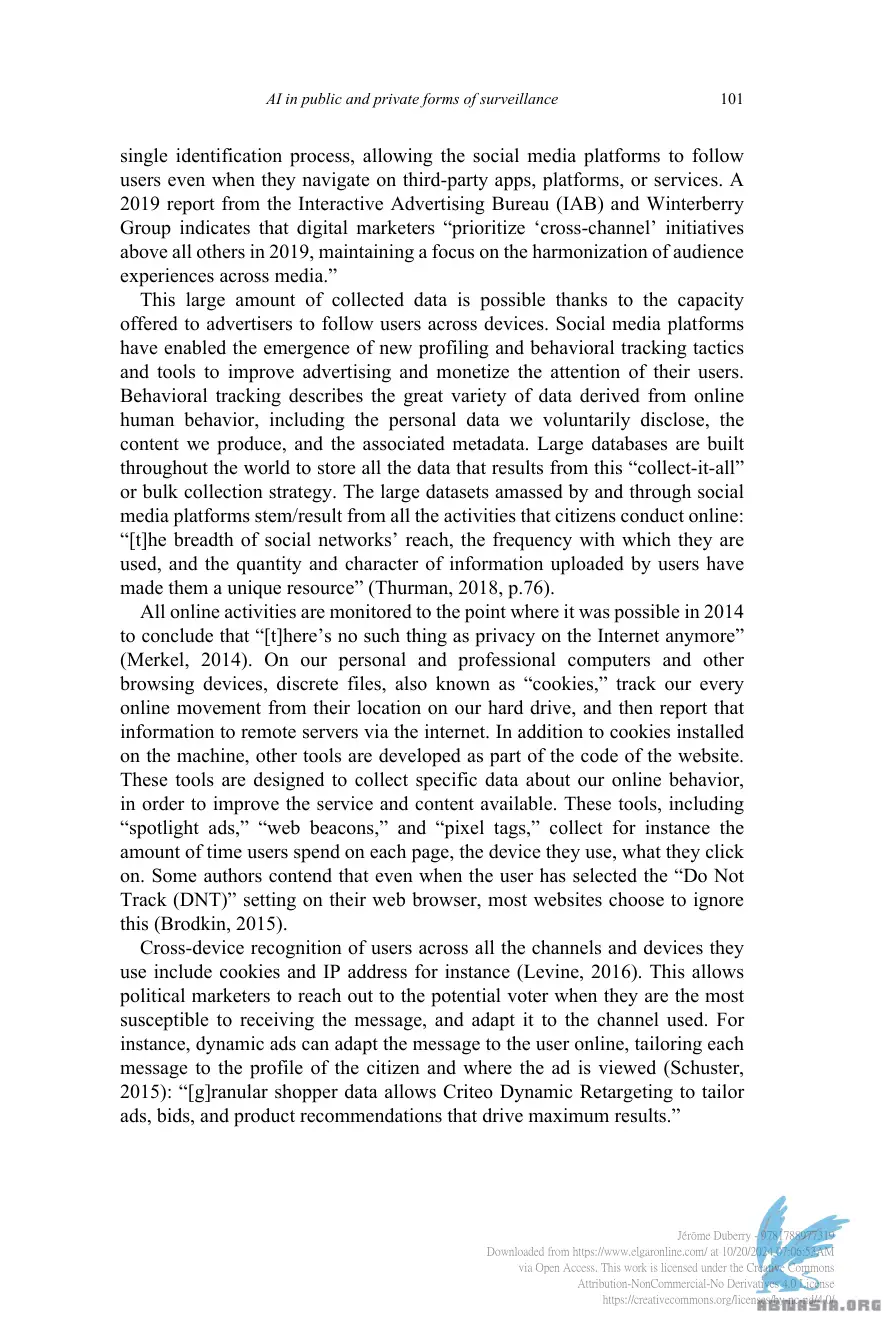 AI in public and private forms of surveillance 101
single identification process, allowing the social media platforms to follow
users even when they navigate on third-party apps, platforms, or services. A
2019 report from the Interactive Advertising Bureau (IAB) and Winterberry
Group indicates that digital marketers “prioritize ‘cross-channel’ initiatives
above all others in 2019, maintaining a focus on the harmonization of audience
experiences across media.”
This large amount of collected data is possible thanks to the capacity
offered to advertisers to follow users across devices. Social media platforms
have enabled the emergence of new profiling and behavioral tracking tactics
and tools to improve advertising and monetize the attention of their users.
Behavioral tracking describes the great variety of data derived from online
human behavior, including the personal data we voluntarily disclose, the
content we produce, and the associated metadata. Large databases are built
throughout the world to store all the data that results from this “collect-it-all”
or bulk collection strategy. The large datasets amassed by and through social
media platforms stem/result from all the activities that citizens conduct online:
“[t]he breadth of social networks’ reach, the frequency with which they are
used, and the quantity and character of information uploaded by users have
made them a unique resource” (Thurman, 2018, p.76).
All online activities are monitored to the point where it was possible in 2014
to conclude that “[t]here’s no such thing as privacy on the Internet anymore”
(Merkel, 2014). On our personal and professional computers and other
browsing devices, discrete files, also known as “cookies,” track our every
online movement from their location on our hard drive, and then report that
information to remote servers via the internet. In addition to cookies installed
on the machine, other tools are developed as part of the code of the website.
These tools are designed to collect specific data about our online behavior,
in order to improve the service and content available. These tools, including
“spotlight ads,” “web beacons,” and “pixel tags,” collect for instance the
amount of time users spend on each page, the device they use, what they click
on. Some authors contend that even when the user has selected the “Do Not
Track (DNT)” setting on their web browser, most websites choose to ignore
this (Brodkin, 2015).
Cross-device recognition of users across all the channels and devices they
use include cookies and IP address for instance (Levine, 2016). This allows
political marketers to reach out to the potential voter when they are the most
susceptible to receiving the message, and adapt it to the channel used. For
instance, dynamic ads can adapt the message to the user online, tailoring each
message to the profile of the citizen and where the ad is viewed (Schuster,
2015): “[g]ranular shopper data allows Criteo Dynamic Retargeting to tailor
ads, bids, and product recommendations that drive maximum results.”
Jérôme Duberry - 9781788977319
Downloaded from https://www.elgaronline.com/ at 10/20/2024 07:06:52AM
via Open Access. This work is licensed under the Creative Commons
Attribution-NonCommercial-No Derivatives 4.0 License
https://creativecommons.org/licenses/by-nc-nd/4.0/
ABTNASIA.ORG